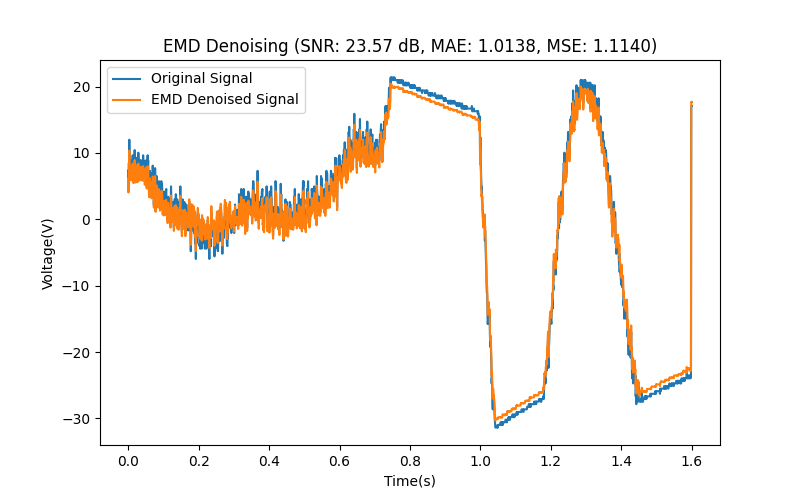 EMD Denoising (SNR: 23.57 dB, MAE: 1.0138, MSE: 1.1140)
Original Signal
EMD Denoised Signal
20
10
0
−10
−20
−30
Voltage(V)
0.0 0.2 0.4 0.6 0.8 1.0 1.2 1.4 1.6
Time(s)